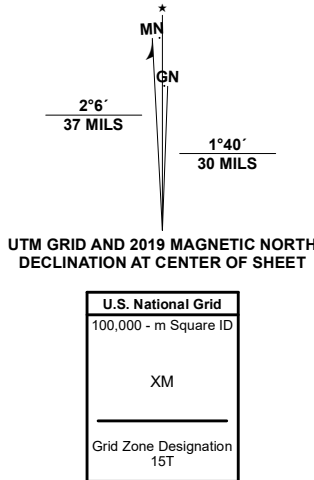 ★
MN
GN
2°6´
37 MILS
1°40´
30 MILS
UTM GRID AND 2019 MAGNETIC NORTH
DECLINATION AT CENTER OF SHEET
U.S. National Grid
100,000 - m Square ID
XM
Grid Zone Designation
15T